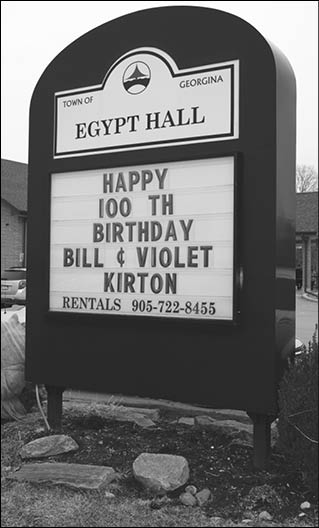 TOWN OF
GEORGINA
EGYPT HALL
HAPPY
100 TH
BIRTHDAY
BILL ¢ VIOLET
KIRTON
RENTALS 905-722-8455